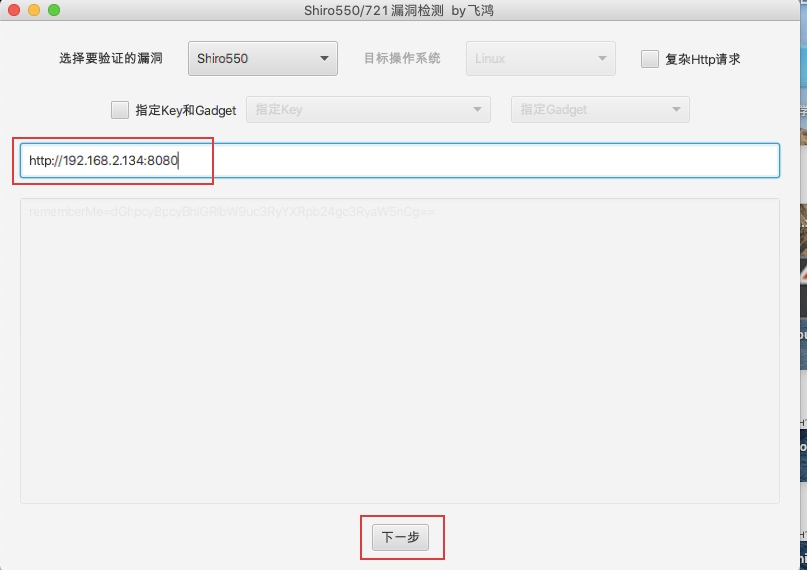 Shiro550/721漏洞检测 by飞鸿
选择要验证的漏洞 Shiro550 目标操作系统 Linux 复杂Http请求
指定Key和Gadget 指定Key 指定Gadget
http://192.168.2.134:8080
下一步